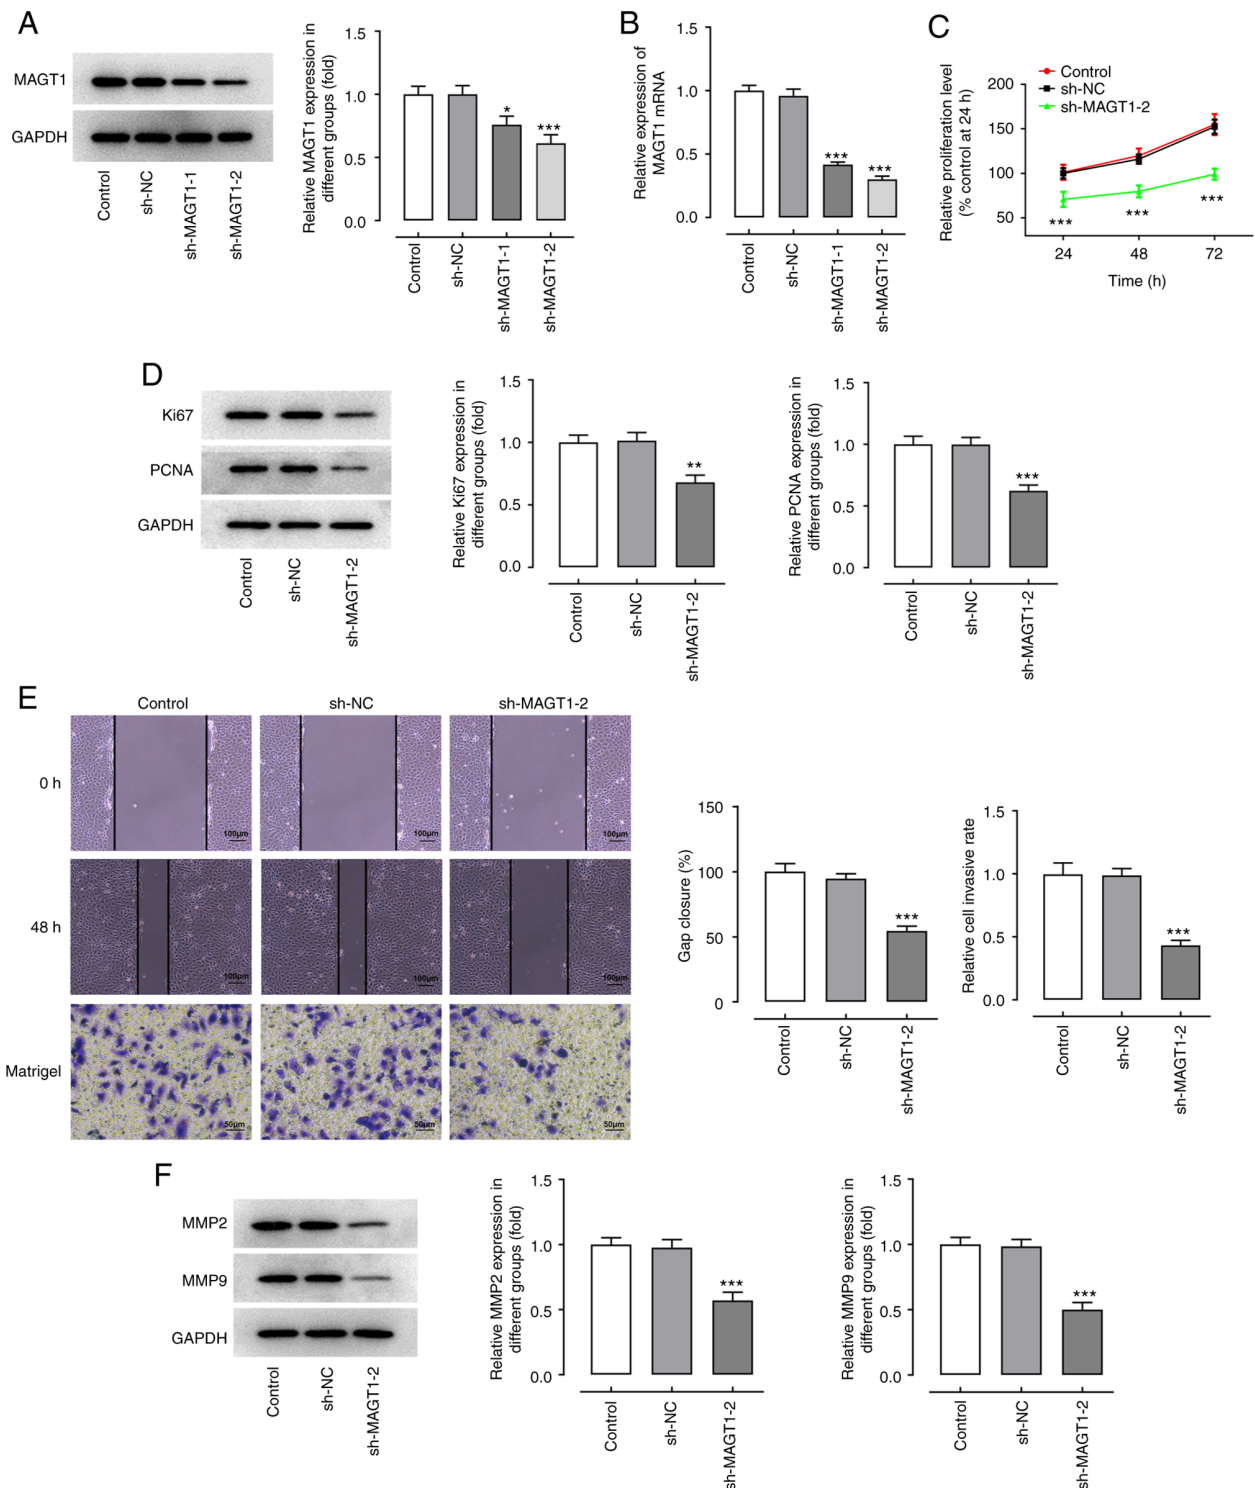 A
MAGT1
GAPDH
Control
sh-NC
sh-MAGT1-1
sh-MAGT1-2
Relative MAGT1 expression in
different groups (fold)
1.5
1.0
0.5
0.0
*
***
Control
sh-NC
sh-MAGT1-1
sh-MAGT1-2
B
Relative expression of
MAGT1 mRNA
1.5
1.0
0.5
0.0
***
***
Control
sh-NC
sh-MAGT1-1
sh-MAGT1-2
C
Relative proliferation level
(% control at 24 h)
200
150
100
50
Control
sh-NC
sh-MAGT1-2
***
***
***
24
48
72
Time (h)
D
Ki67
PCNA
GAPDH
Control
sh-NC
sh-MAGT1-2
Relative Ki67 expression in
different groups (fold)
1.5
1.0
0.5
0.0
**
Control
sh-NC
sh-MAGT1-2
Relative PCNA expression in
different groups (fold)
1.5
1.0
0.5
0.0
***
Control
sh-NC
sh-MAGT1-2
E
Control
sh-NC
sh-MAGT1-2
0 h
100μm
100μm
100μm
48 h
100μm
100μm
100μm
Matrigel
50μm
50μm
50μm
Gap closure (%)
150
100
50
0
***
Control
sh-NC
sh-MAGT1-2
Relative cell invasive rate
1.5
1.0
0.5
0.0
***
Control
sh-NC
sh-MAGT1-2
F
MMP2
MMP9
GAPDH
Control
sh-NC
sh-MAGT1-2
Relative MMP2 expression in
different groups (fold)
1.5
1.0
0.5
0.0
***
Control
sh-NC
sh-MAGT1-2
Relative MMP9 expression in
different groups (fold)
1.5
1.0
0.5
0.0
***
Control
sh-NC
sh-MAGT1-2